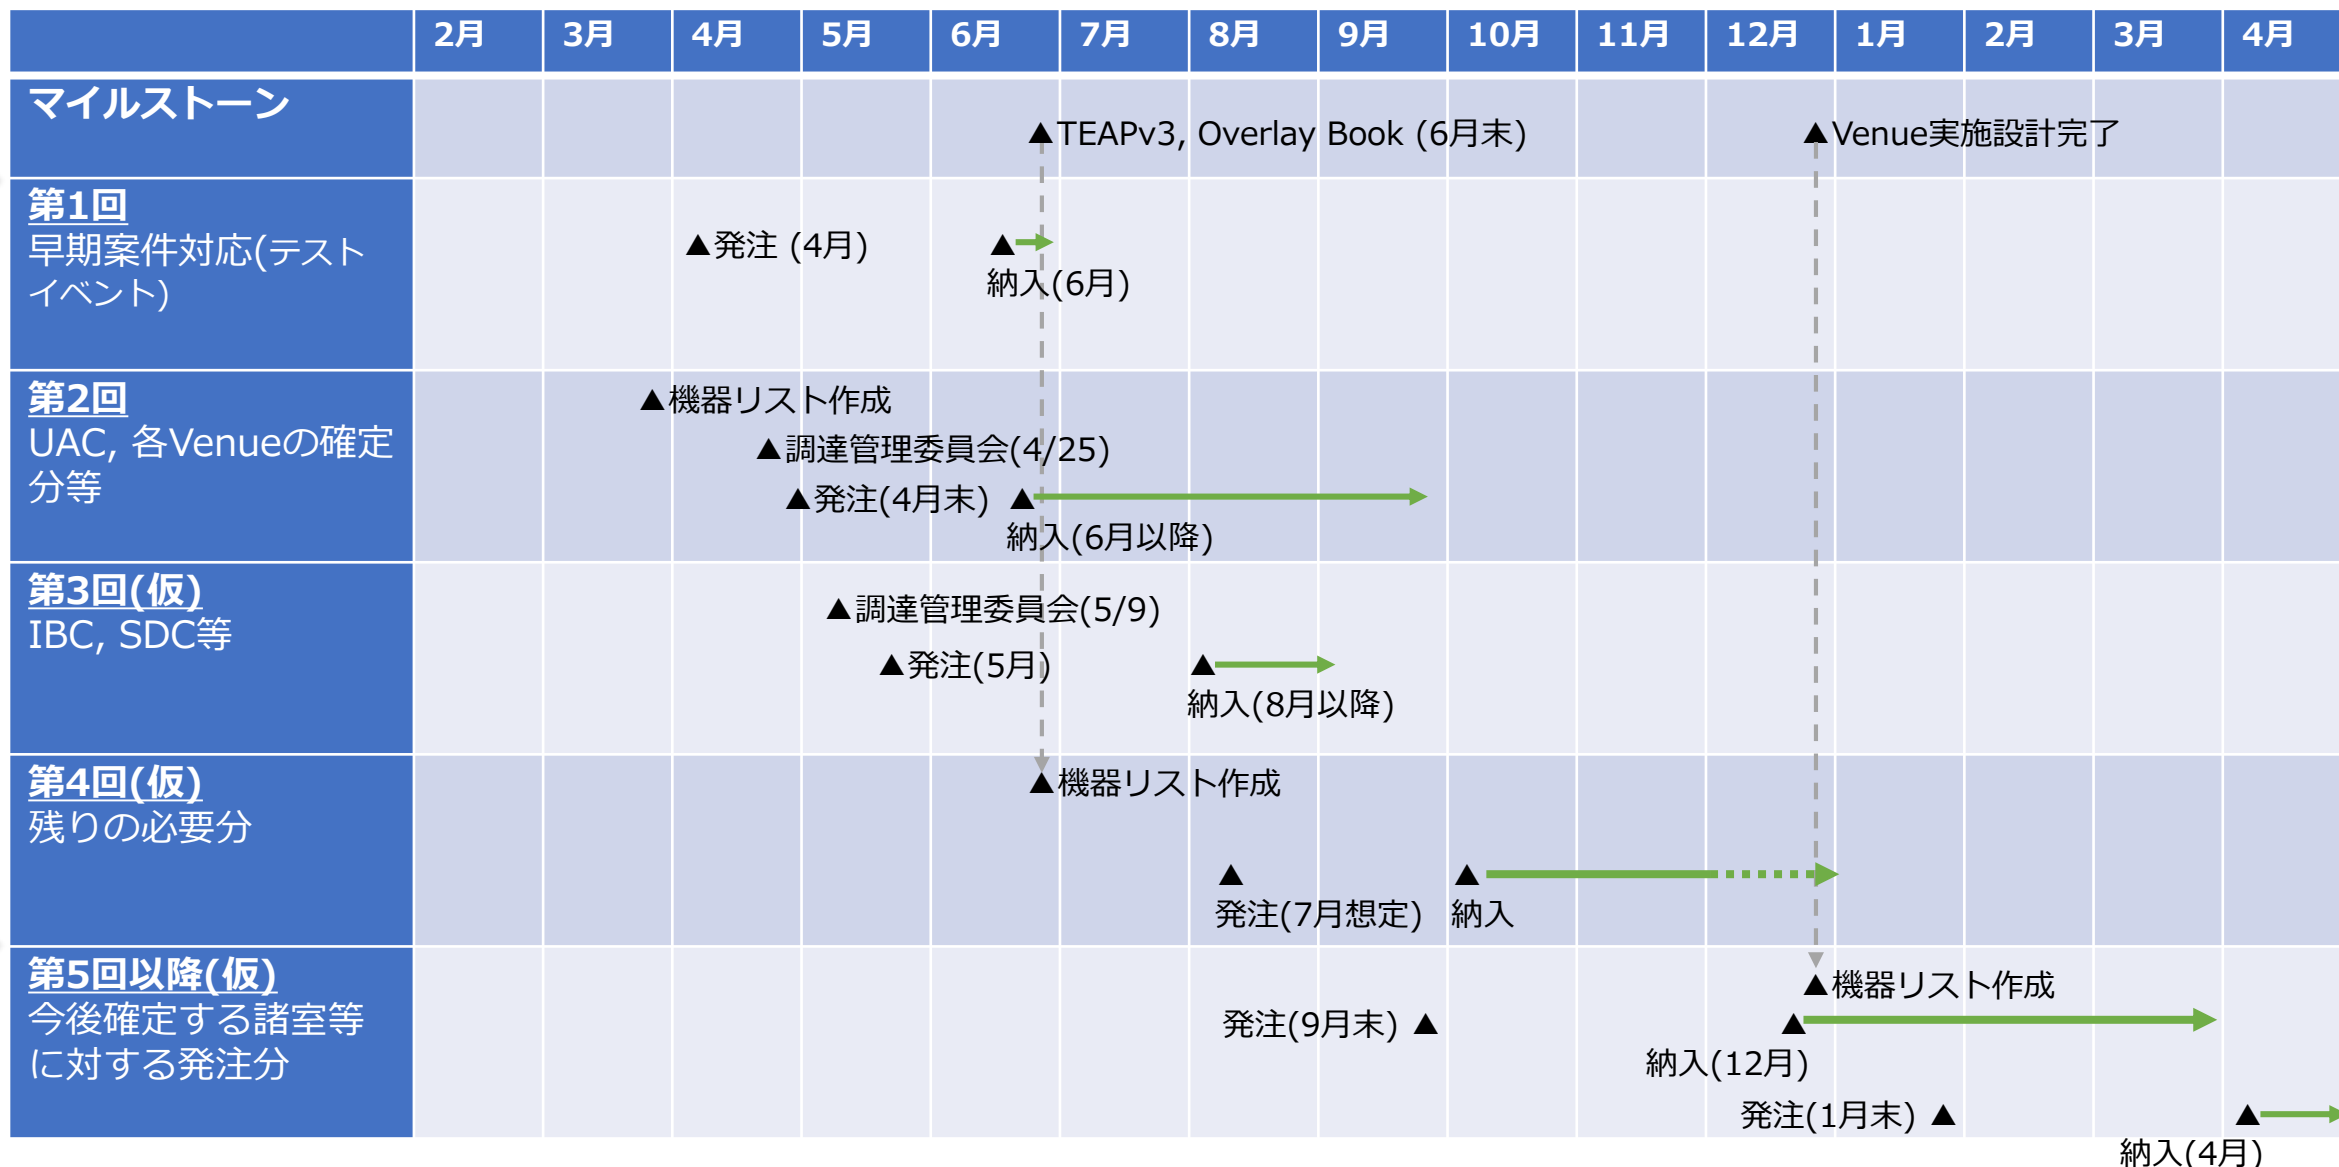 2月 3月 4月 5月 6月 7月 8月 9月 10月 11月 12月 1月 2月 3月 4月
マイルストーン
▲TEAPv3, Overlay Book (6月末)
▲Venue実施設計完了
第1回
早期案件対応(テスト
イベント)
▲発注 (4月)
▲
納入(6月)
第2回
UAC, 各Venueの確定
分等
▲機器リスト作成
▲調達管理委員会(4/25)
▲発注(4月末)
▲
納入(6月以降)
第3回(仮)
IBC, SDC等
▲調達管理委員会(5/9)
▲発注(5月)
▲
納入(8月以降)
第4回(仮)
残りの必要分
▲機器リスト作成
▲
発注(7月想定)
▲
納入
第5回以降(仮)
今後確定する諸室等
に対する発注分
▲機器リスト作成
発注(9月末) ▲
▲
納入(12月)
発注(1月末) ▲
▲
納入(4月)